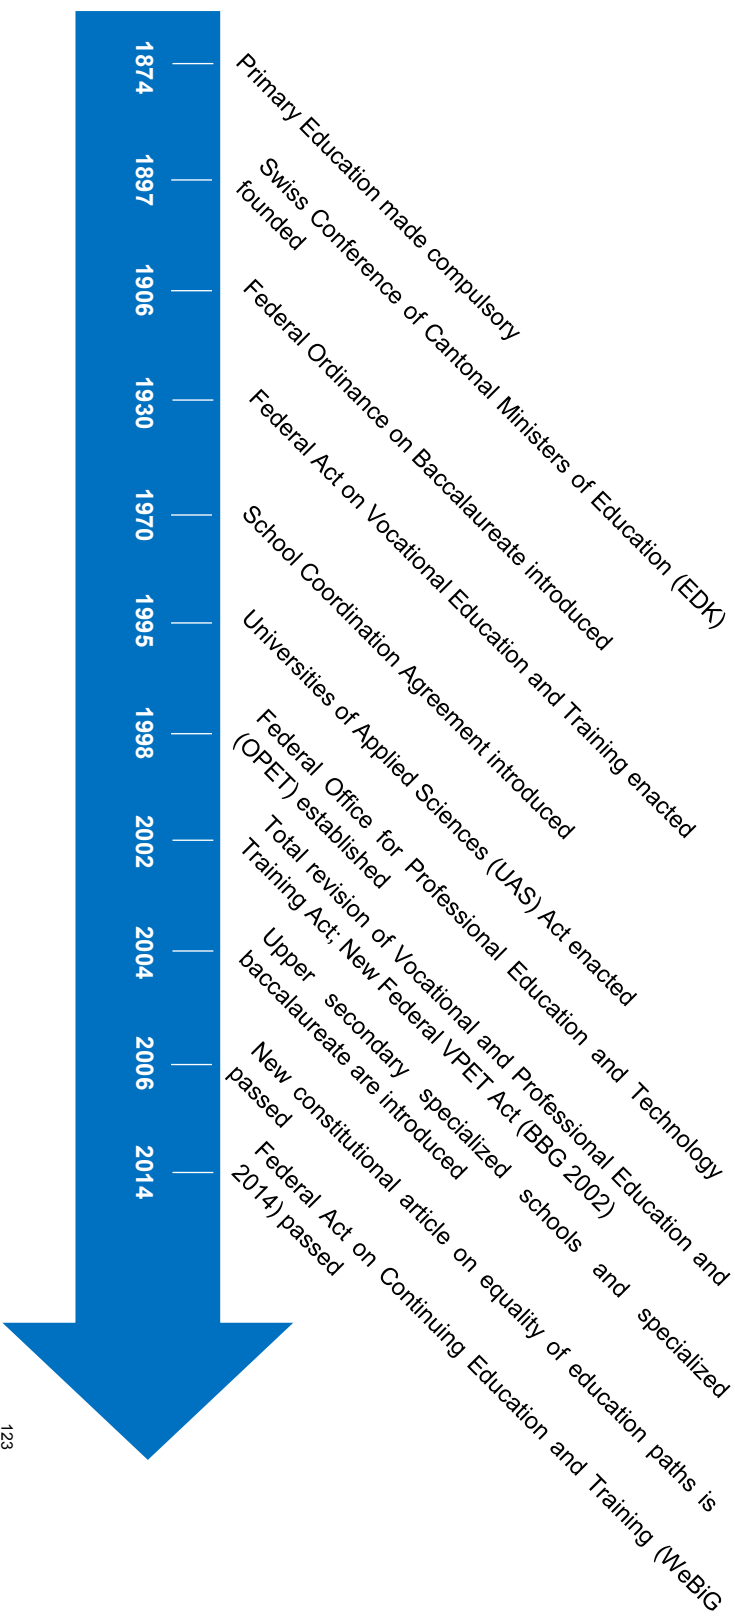 1874
Primary Education made compulsory
1897
Swiss Conference of Cantonal Ministers of Education (EDK)
founded
1906
Federal Ordinance on Baccalaureate introduced
1930
Federal Act on Vocational Education and Training enacted
1970
School Coordination Agreement introduced
1995
Universities of Applied Sciences (UAS) Act enacted
1998
Federal Office for Professional Education and Technology
(OPET) established
2002
Total revision of Vocational and Professional Education and
Training Act; New Federal VPET Act (BBG 2002)
2004
Upper secondary specialized schools and specialized
baccalaureate are introduced
2006
New constitutional article on equality of education paths is
passed
2014
Federal Act on Continuing Education and Training (WeBiG
2014) passed
123